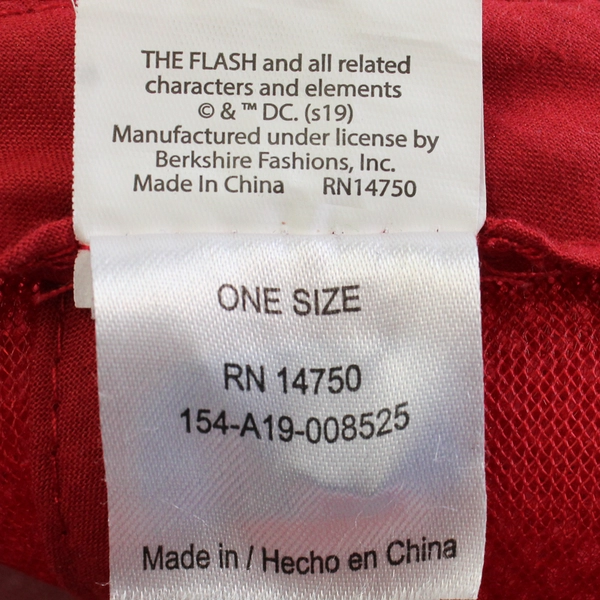 THE FLASH and all related
characters and elements
© & ™ DC. (s19)
Manufactured under license by
Berkshire Fashions, Inc.
Made In China RN14750
ONE SIZE
RN 14750
154-A19-008525
Made in / Hecho en China